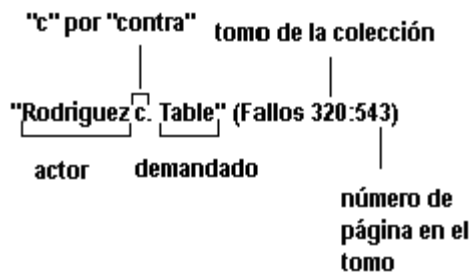 "c" por "contra"
tomo de la colección
"Rodriguez c. Table" (Fallos 320:543)
actor
demandado
número de
página en el
tomo